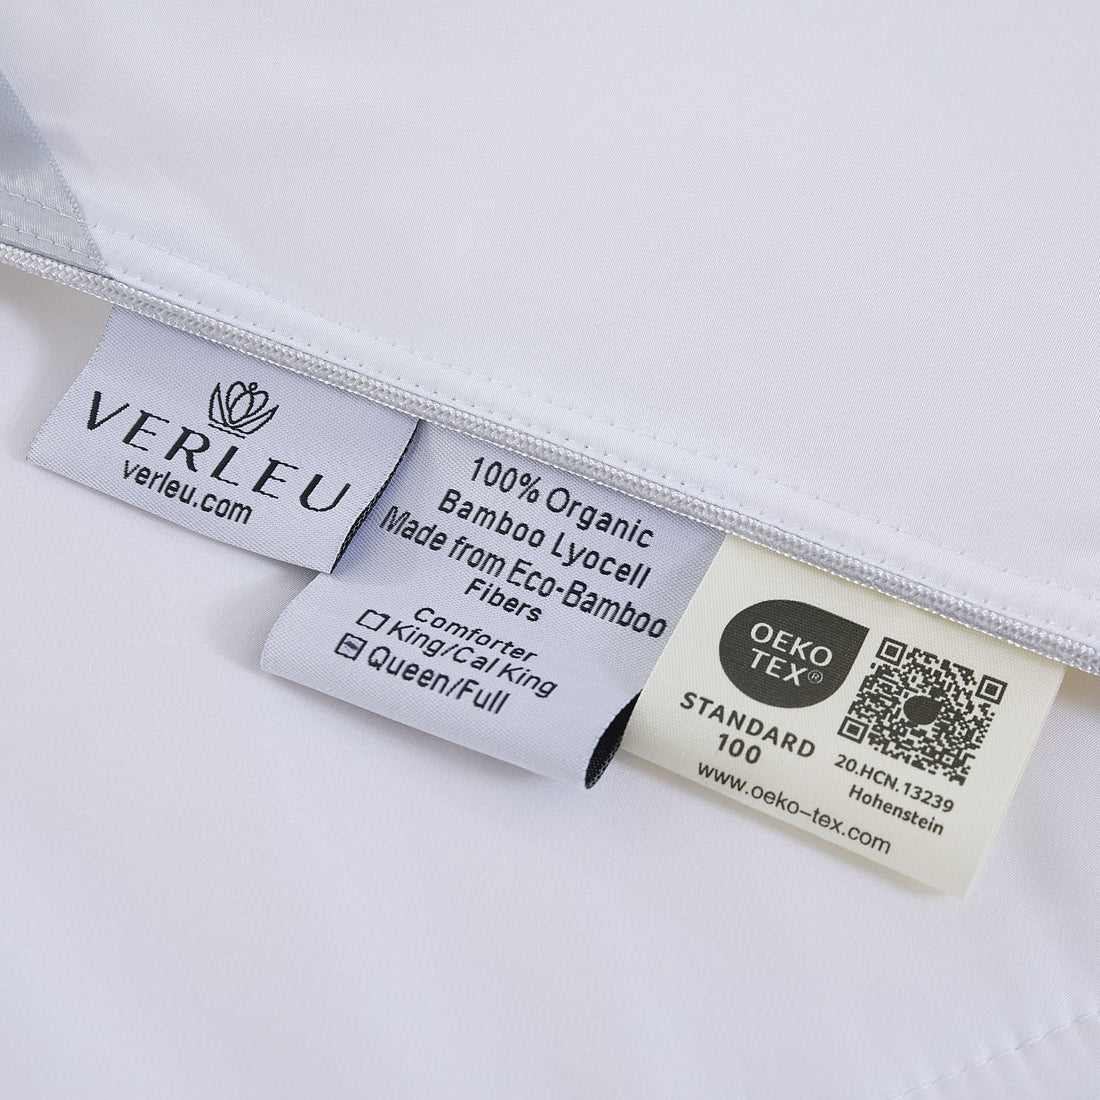 VERLEU
verleu.com
100% Organic
Bamboo Lyocell
Made from Eco-Bamboo
Fibers
Comforter
King/Cal King
Queen/Full
OEKO
TEX®
STANDARD
100
20.HCN.13239
Hohenstein
www.oeko-tex.com